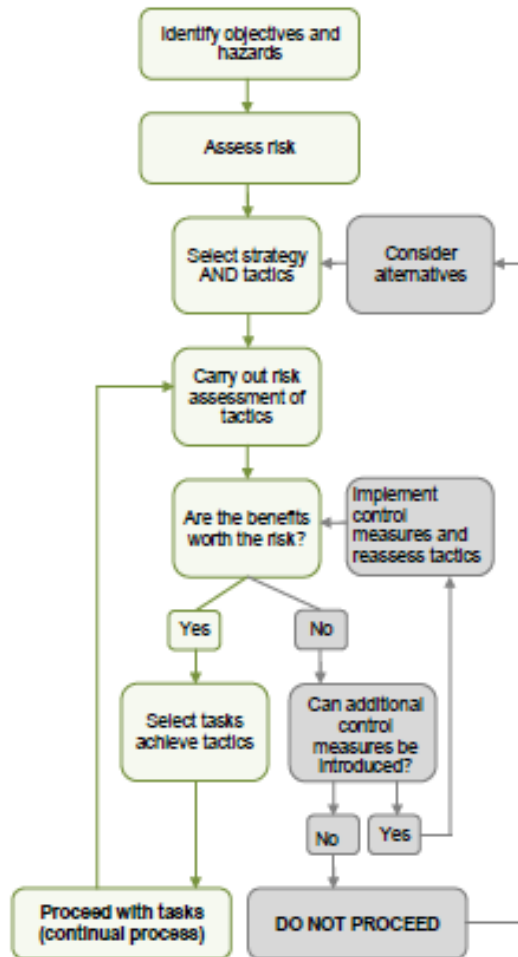 Identify objectives and
hazards
Assess risk
Select strategy
AND tactics
Consider
alternatives
Carry out risk
assessment of
tactics
Are the benefits
worth the risk?
Implement
control
measures and
reassess tactics
Yes
No
Select tasks
achieve tactics
Can additional
control
measures be
introduced?
No
Yes
Proceed with tasks
(continual process)
DO NOT PROCEED